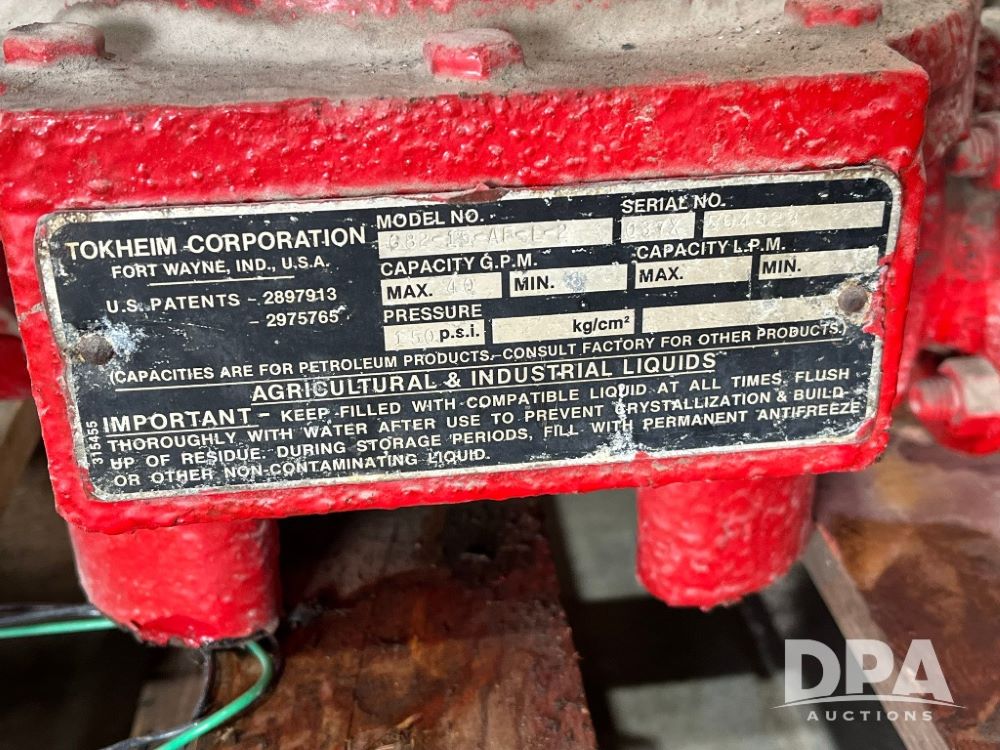 TOKHEIM CORPORATION
FORT WAYNE, IND., U.S.A.
U.S. PATENTS - 2897913
- 2975765
MODEL NO.
SERIAL NO.
CAPACITY G.P.M.
CAPACITY L.P.M.
MAX. 40 MIN. MAX. MIN.
PRESSURE
150 p.s.i. kg/cm²
(CAPACITIES ARE FOR PETROLEUM PRODUCTS. CONSULT FACTORY FOR OTHER PRODUCTS.)
AGRICULTURAL & INDUSTRIAL LIQUIDS
IMPORTANT - KEEP FILLED WITH COMPATIBLE LIQUID AT ALL TIMES. FLUSH
THOROUGHLY WITH WATER AFTER USE TO PREVENT CRYSTALLIZATION & BUILD-
UP OF RESIDUE. DURING STORAGE PERIODS, FILL WITH PERMANENT ANTIFREEZE
OR OTHER NON-CONTAMINATING LIQUID.
315455
DPA
AUCTIONS